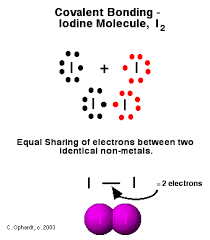 Covalent Bonding -
Iodine Molecule, I2
I + I
I I
Equal Sharing of electrons between two
identical non-metals.
I — I
= 2 electrons
I I
C. Ophardt, c. 2003